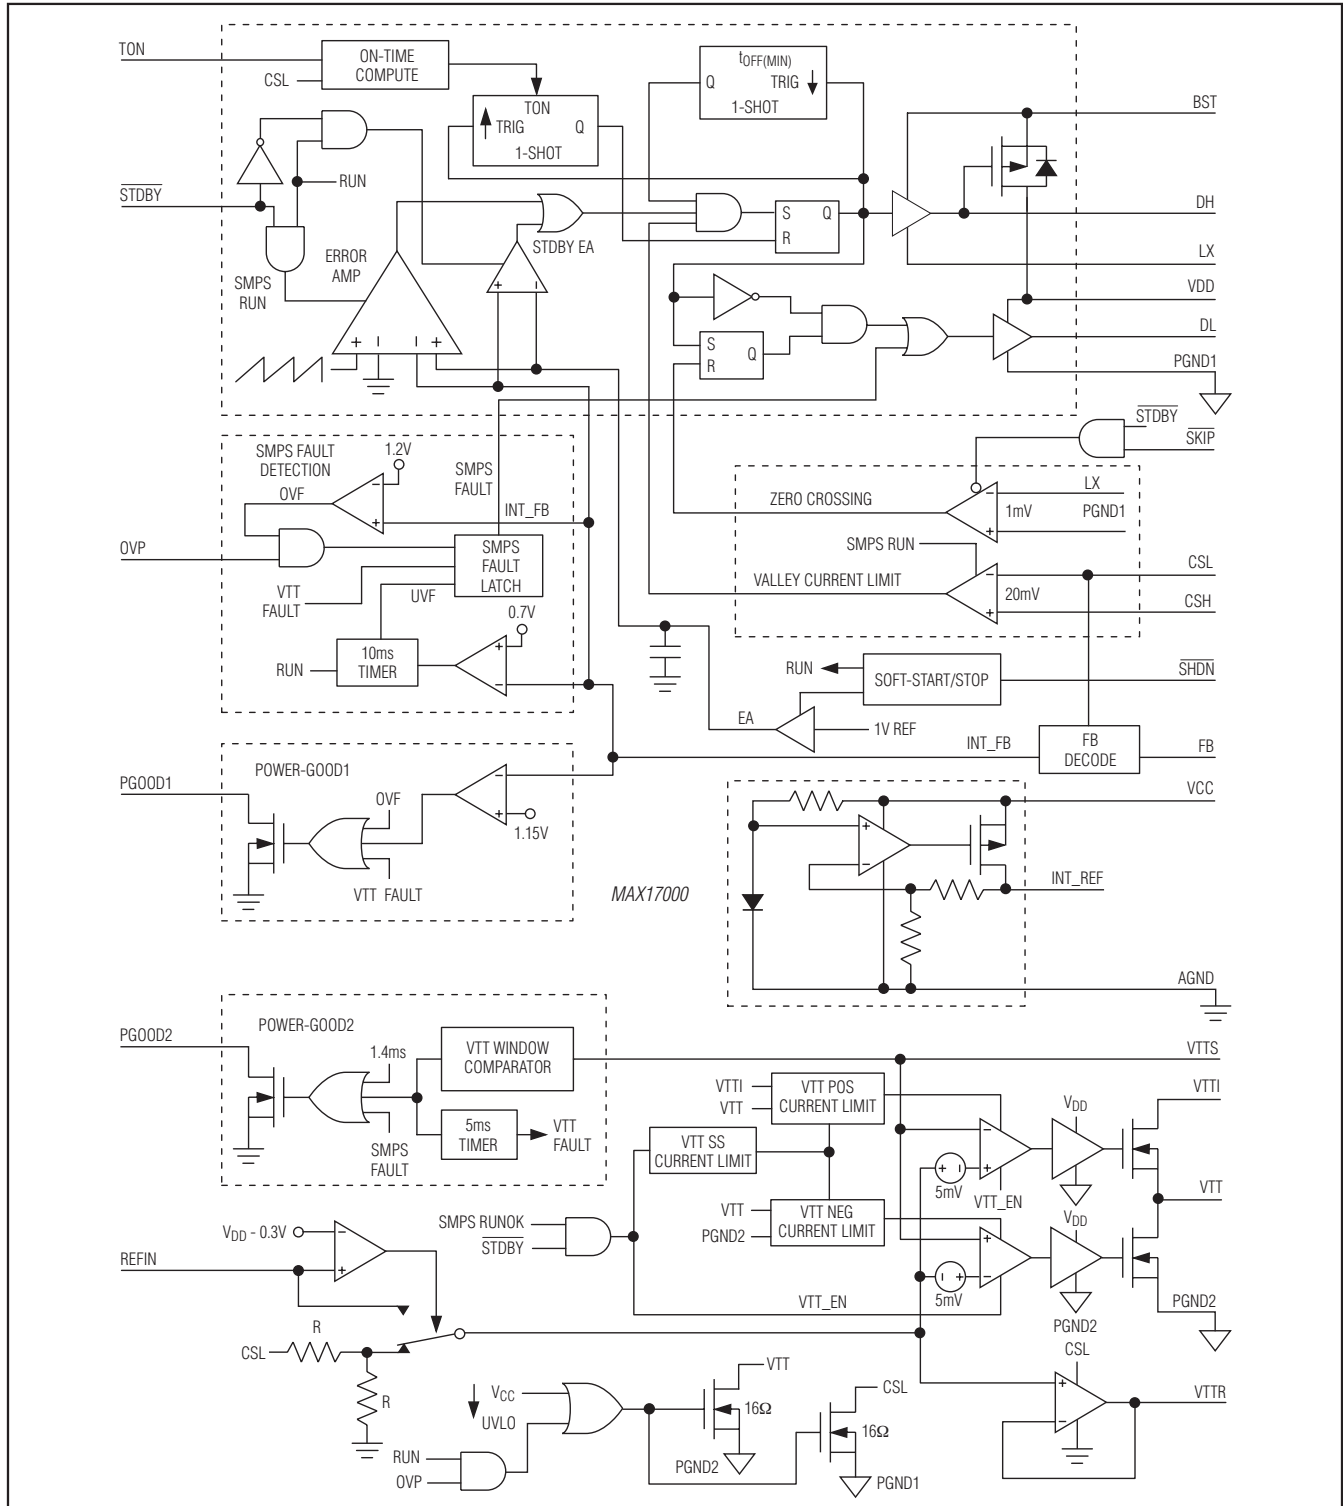 TON
ON-TIME
COMPUTE
CSL
TON
TRIG
Q
1-SHOT
tOFF(MIN)
Q
TRIG
1-SHOT
BST
RUN
STDBY
DH
S
Q
R
STDBY EA
ERROR
AMP
SMPS
RUN
+
-
LX
VDD
+
-
-
+
S
Q
R
DL
PGND1
STDBY
SKIP
SMPS FAULT
DETECTION
1.2V
OVF
-
+
SMPS
FAULT
INT_FB
OVP
SMPS
FAULT
LATCH
VTT
FAULT
UVF
0.7V
RUN
10ms
TIMER
+
-
ZERO CROSSING
-
1mV
+
LX
PGND1
SMPS RUN
VALLEY CURRENT LIMIT
-
20mV
+
CSL
CSH
RUN
SOFT-START/STOP
SHDN
EA
1V REF
INT_FB
FB
DECODE
FB
PGOOD1
POWER-GOOD1
OVF
-
+
1.15V
VTT FAULT
VCC
+
-
INT_REF
MAX17000
AGND
PGOOD2
POWER-GOOD2
1.4ms
VTT WINDOW
COMPARATOR
5ms
TIMER
VTT
FAULT
SMPS
FAULT
VTTS
VTTI
VTT
VTT POS
CURRENT LIMIT
VTT SS
CURRENT LIMIT
VTT
PGND2
VTT NEG
CURRENT LIMIT
-
+
+ -
5mV
VTT_EN
VDD
VTTI
VTT
+
-
- +
5mV
VDD
PGND2
PGND2
SMPS RUNOK
STDBY
VTT_EN
VDD - 0.3V
-
+
REFIN
R
CSL
R
VCC
UVLO
RUN
OVP
VTT
16Ω
PGND2
CSL
16Ω
PGND1
CSL
+
-
VTTR